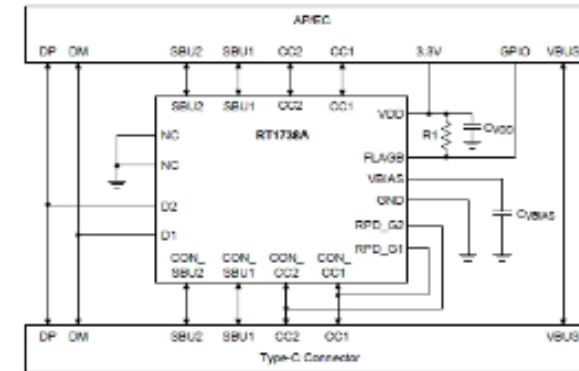 AP/EC
DP DM SBU2 SBU1 CC2 CC1 3.3V GPIO VBUS
SBU2 SBU1 CC2 CC1 VDD
NC RT1738A R1 CVDD
FLAGB
NC VBIAS
GND CVBIAS
D2 RPD_G2
D1 CON_ CON_ CON_ CON_ RPD_G1
SBU2 SBU1 CC2 CC1
DP DM SBU2 SBU1 CC2 CC1 VBUS
Type-C Connector